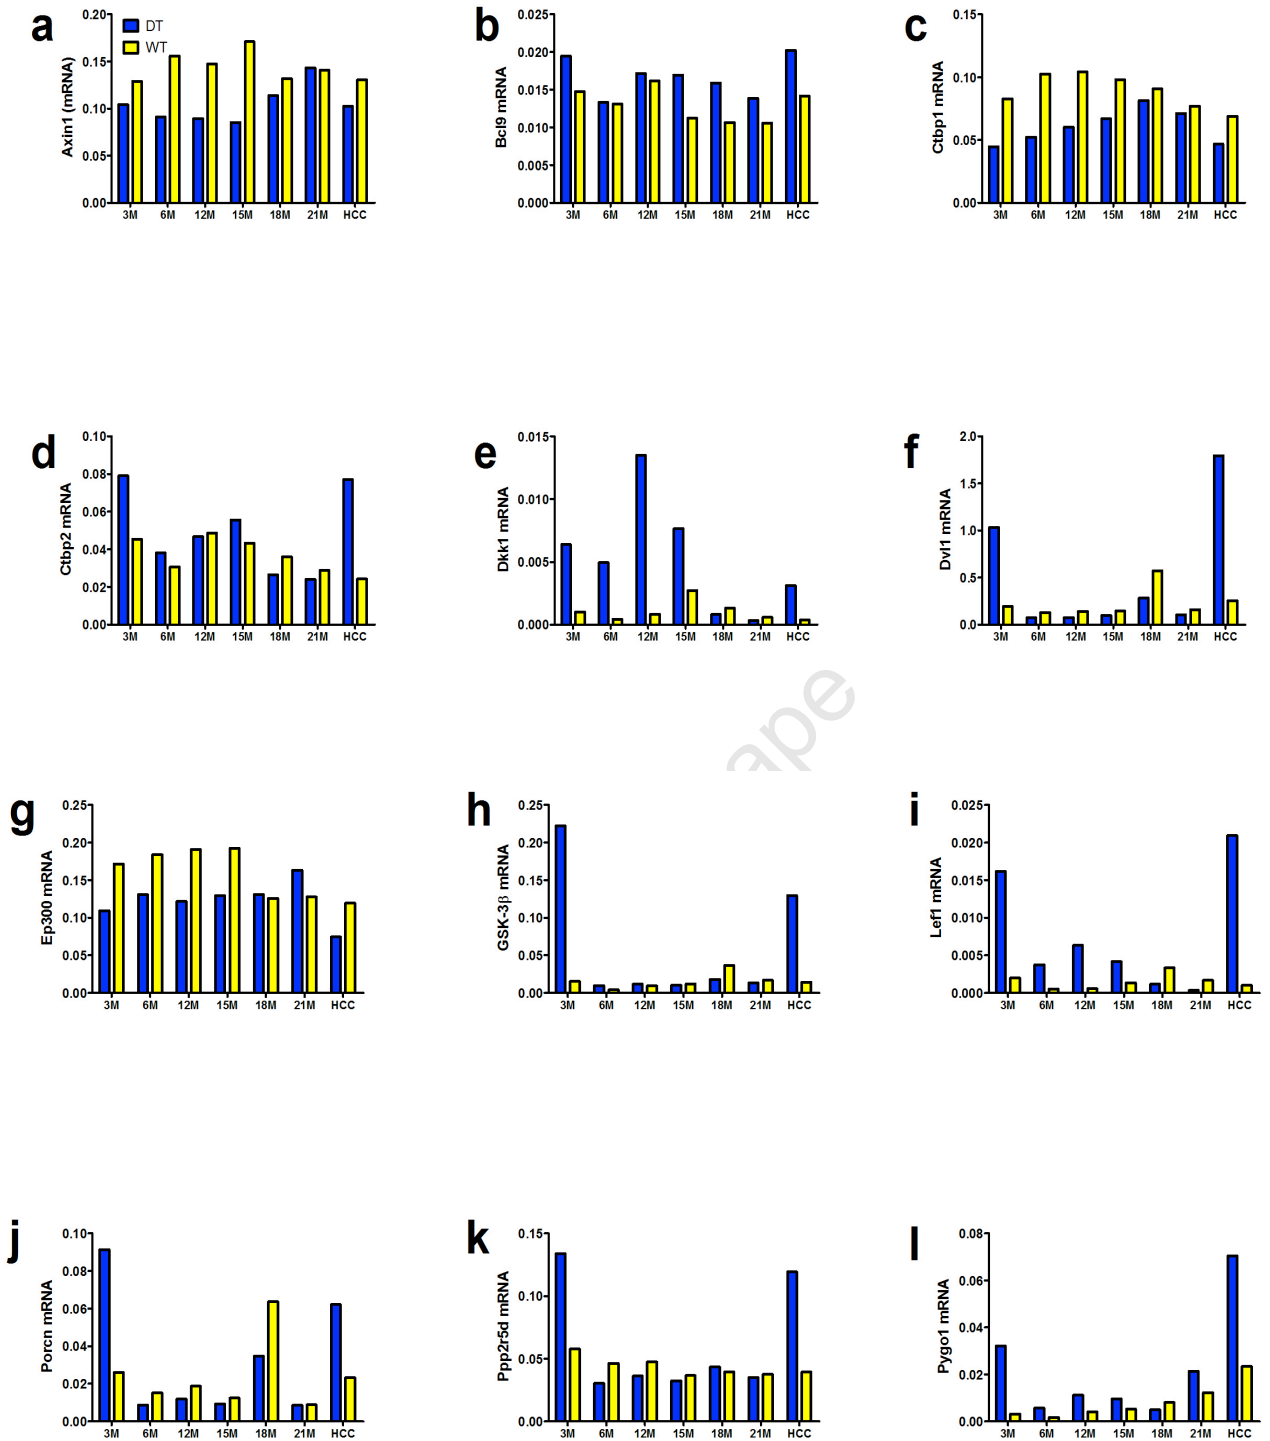 a
DT
WT
Axin1 (mRNA)
0.20
0.15
0.10
0.05
0.00
3M 6M 12M 15M 18M 21M HCC
b
Bcl9 mRNA
0.025
0.020
0.015
0.010
0.005
0.000
3M 6M 12M 15M 18M 21M HCC
c
Ctbp1 mRNA
0.15
0.10
0.05
0.00
3M 6M 12M 15M 18M 21M HCC
d
Ctbp2 mRNA
0.10
0.08
0.06
0.04
0.02
0.00
3M 6M 12M 15M 18M 21M HCC
e
Dkk1 mRNA
0.015
0.010
0.005
0.000
3M 6M 12M 15M 18M 21M HCC
f
Dvl1 mRNA
2.0
1.5
1.0
0.5
0.0
3M 6M 12M 15M 18M 21M HCC
ape
g
Ep300 mRNA
0.25
0.20
0.15
0.10
0.05
0.00
3M 6M 12M 15M 18M 21M HCC
h
GSK-3β mRNA
0.25
0.20
0.15
0.10
0.05
0.00
3M 6M 12M 15M 18M 21M HCC
i
Lef1 mRNA
0.025
0.020
0.015
0.010
0.005
0.000
3M 6M 12M 15M 18M 21M HCC
j
Porcn mRNA
0.10
0.08
0.06
0.04
0.02
0.00
3M 6M 12M 15M 18M 21M HCC
k
Ppp2r5d mRNA
0.15
0.10
0.05
0.00
3M 6M 12M 15M 18M 21M HCC
l
Pygo1 mRNA
0.08
0.06
0.04
0.02
0.00
3M 6M 12M 15M 18M 21M HCC